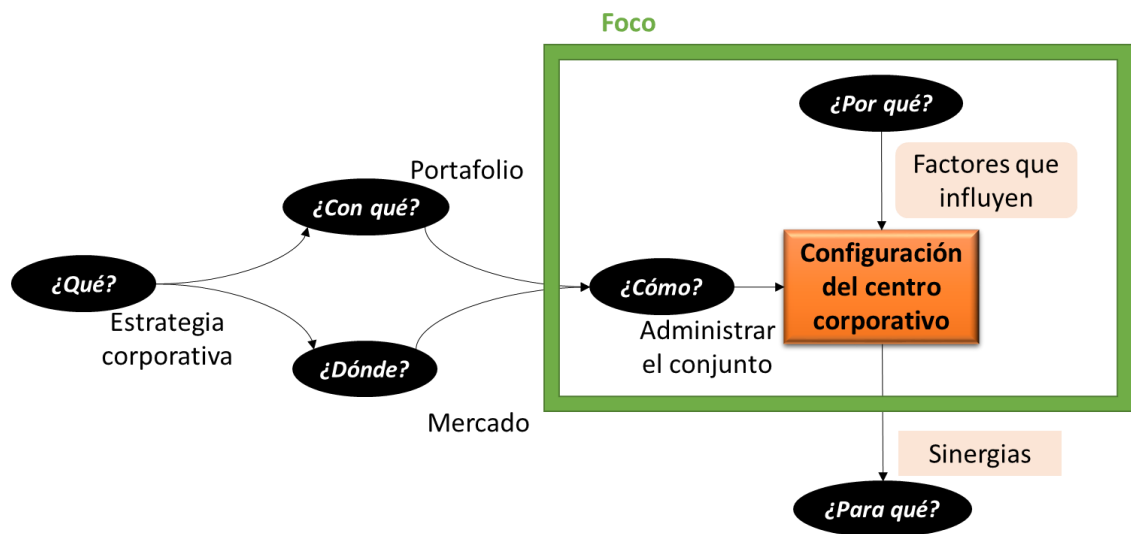 Foco
¿Por qué?
Portafolio
Factores que
influyen
¿Con qué?
Configuración
del centro
corporativo
¿Qué?
¿Cómo?
Estrategia
corporativa
Administrar
el conjunto
¿Dónde?
Mercado
Sinergias
¿Para qué?